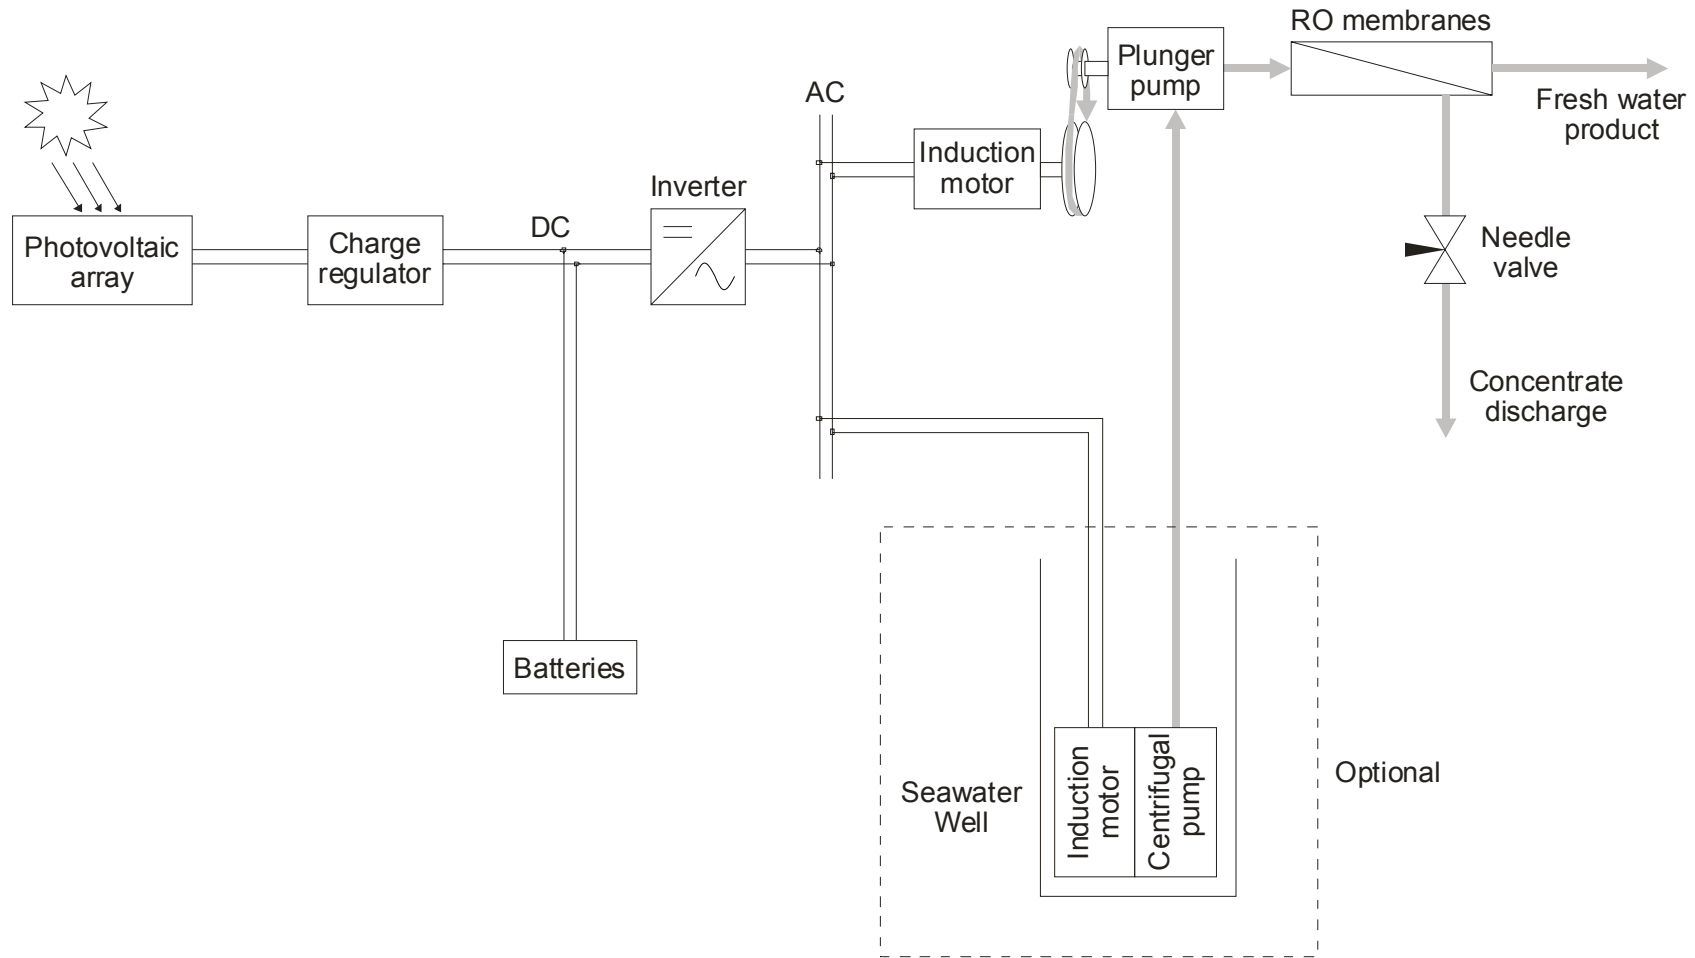 RO membranes
Plunger
pump
Fresh water
product
AC
Induction
motor
Inverter
DC
Photovoltaic
array
Charge
regulator
Needle
valve
Concentrate
discharge
Batteries
Seawater
Well
Induction
motor
Centrifugal
pump
Optional